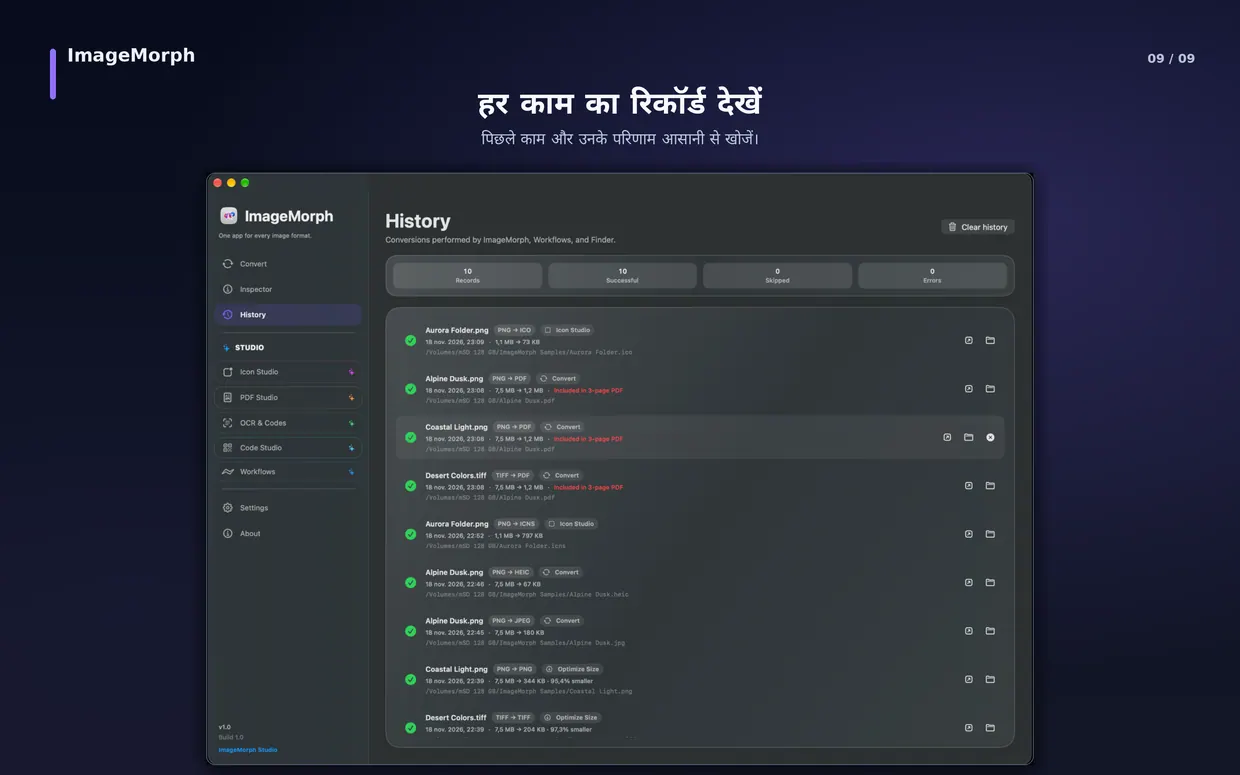 ImageMorph
09 / 09
हर काम का रिकॉर्ड देखें
पिछले काम और उनके परिणाम आसानी से खोजें।
ImageMorph
One app for every image format.
Convert
Inspector
History
STUDIO
Icon Studio
PDF Studio
OCR & Codes
Code Studio
Workflows
Settings
About
v1.0
Build 1.0
ImageMorph Studio
History
Conversions performed by ImageMorph, Workflows, and Finder.
Clear history
10
Records
10
Successful
0
Skipped
0
Errors
Aurora Folder.png PNG → ICO Icon Studio
18 nov. 2026, 23:09 · 1,1 MB → 73 KB
/Volumes/mSD 128 GB/ImageMorph Samples/Aurora Folder.ico
Alpine Dusk.png PNG → PDF Convert
18 nov. 2026, 23:08 · 7,5 MB → 1,2 MB · Included in 3-page PDF
/Volumes/mSD 128 GB/Alpine Dusk.pdf
Coastal Light.png PNG → PDF Convert
18 nov. 2026, 23:08 · 7,5 MB → 1,2 MB · Included in 3-page PDF
/Volumes/mSD 128 GB/Alpine Dusk.pdf
Desert Colors.tiff TIFF → PDF Convert
18 nov. 2026, 23:08 · 7,5 MB → 1,2 MB · Included in 3-page PDF
/Volumes/mSD 128 GB/Alpine Dusk.pdf
Aurora Folder.png PNG → ICNS Icon Studio
18 nov. 2026, 22:52 · 1,1 MB → 797 KB
/Volumes/mSD 128 GB/Aurora Folder.icns
Alpine Dusk.png PNG → HEIC Convert
18 nov. 2026, 22:46 · 7,5 MB → 67 KB
/Volumes/mSD 128 GB/ImageMorph Samples/Alpine Dusk.heic
Alpine Dusk.png PNG → JPEG Convert
18 nov. 2026, 22:45 · 7,5 MB → 180 KB
/Volumes/mSD 128 GB/ImageMorph Samples/Alpine Dusk.jpg
Coastal Light.png PNG → PNG Optimize Size
18 nov. 2026, 22:39 · 7,5 MB → 344 KB · 95,4% smaller
/Volumes/mSD 128 GB/ImageMorph Samples/Coastal Light.png
Desert Colors.tiff TIFF → TIFF Optimize Size
18 nov. 2026, 22:39 · 7,5 MB → 204 KB · 97,3% smaller